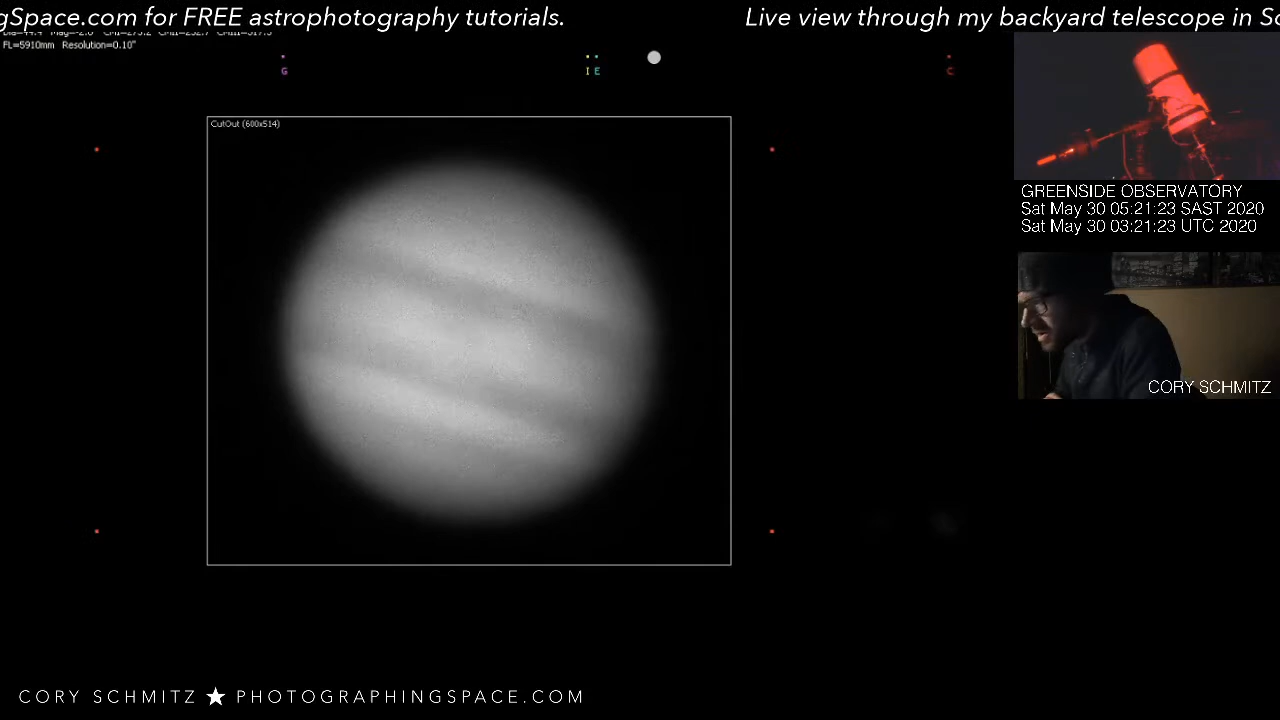 gSpace.com for FREE astrophotography tutorials.
Live view through my backyard telescope in So
FL=5910mm Resolution=0.10"
G
I E
C
CutOut (600x514)
GREENSIDE OBSERVATORY
Sat May 30 05:21:23 SAST 2020
Sat May 30 03:21:23 UTC 2020
CORY SCHMITZ
CORY SCHMITZ ★ PHOTOGRAPHINGSPACE.COM